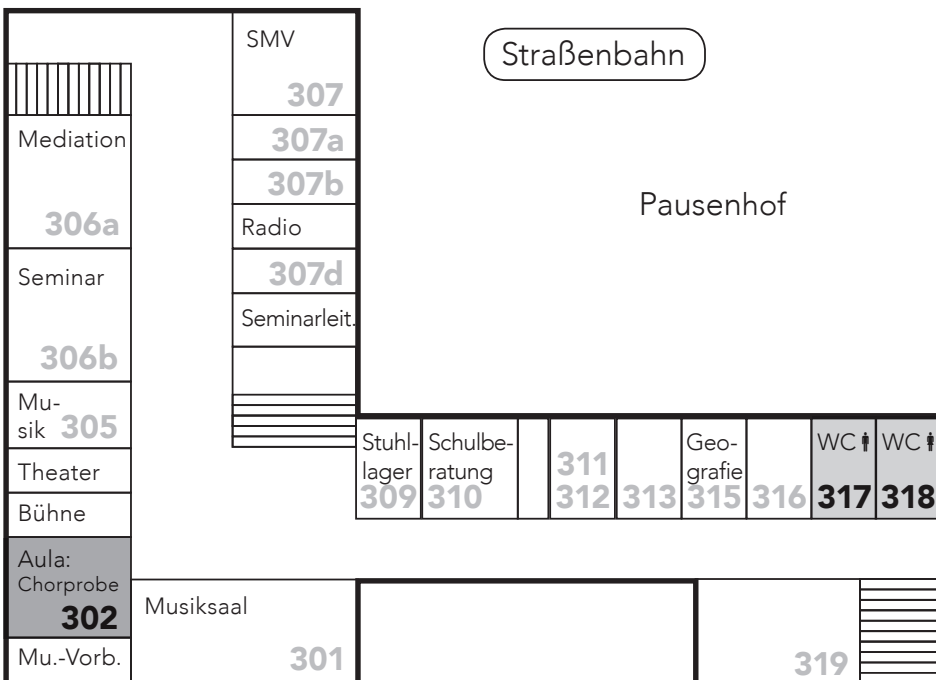 SMV
307
Straßenbahn
307a
Mediation
307b
Pausenhof
306a
Radio
Seminar
307d
Seminarleit.
306b
Mu-
sik 305
Theater
Bühne
Stuhl-
lager
309
Schulbe-
ratung
310
311
312
313
Geo-
grafie
315
316
WC
317
WC
318
Aula:
Chorprobe
302
Musiksaal
301
Mu.-Vorb.
319